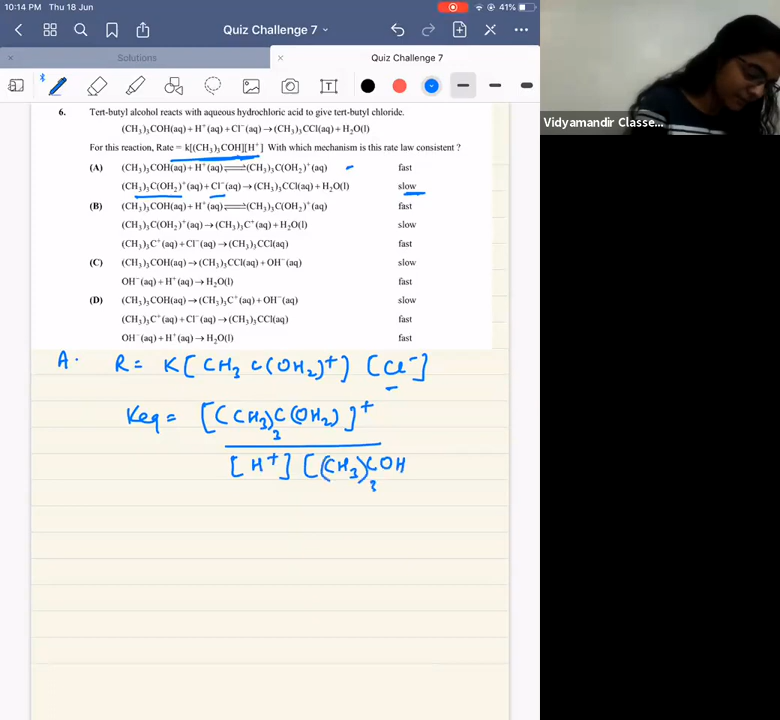 10:14 PM Thu 18 Jun
41%
Quiz Challenge 7
Solutions
Quiz Challenge 7
Vidyamandir Classe...
6. Tert-butyl alcohol reacts with aqueous hydrochloric acid to give tert-butyl chloride.
(CH₃)₃COH(aq) + H⁺(aq) + Cl⁻(aq) → (CH₃)₃CCl(aq) + H₂O(l)
For this reaction, Rate = k[(CH₃)₃COH][H⁺] With which mechanism is this rate law consistent ?
(A) (CH₃)₃COH(aq) + H⁺(aq) ⇌ (CH₃)₃C(OH₂)⁺(aq) fast
(CH₃)₃C(OH₂)⁺(aq) + Cl⁻(aq) → (CH₃)₃CCl(aq) + H₂O(l) slow
(B) (CH₃)₃COH(aq) + H⁺(aq) ⇌ (CH₃)₃C(OH₂)⁺(aq) fast
(CH₃)₃C(OH₂)⁺(aq) → (CH₃)₃C⁺(aq) + H₂O(l) slow
(CH₃)₃C⁺(aq) + Cl⁻(aq) → (CH₃)₃CCl(aq) fast
(C) (CH₃)₃COH(aq) → (CH₃)₃CCl(aq) + OH⁻(aq) slow
OH⁻(aq) + H⁺(aq) → H₂O(l) fast
(D) (CH₃)₃COH(aq) → (CH₃)₃C⁺(aq) + OH⁻(aq) slow
(CH₃)₃C⁺(aq) + Cl⁻(aq) → (CH₃)₃CCl(aq) fast
OH⁻(aq) + H⁺(aq) → H₂O(l) fast
A. R = K[CH₃ C(OH₂)⁺) [Cl⁻]
Keq = [(CH₃)₃C(OH₂)]⁺
[H⁺] [(CH₃)₃COH